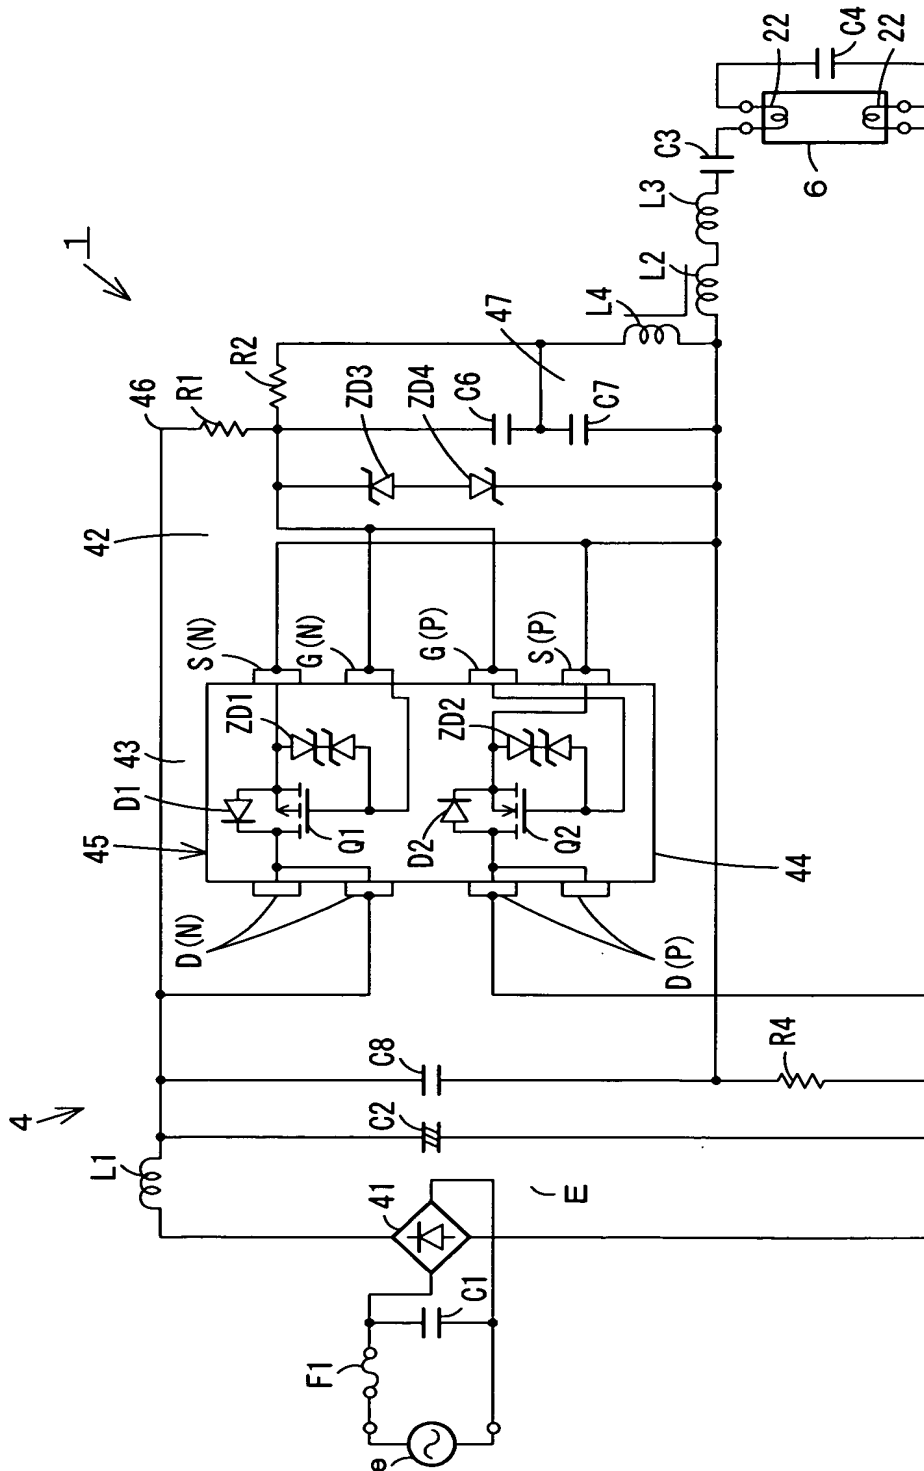 1
4
L1
46
R1
R2
ZD3
ZD4
C6
47
C7
L4
L2
L3
C3
6
22
C4
22
42
45
43
D1
ZD1
Q1
S(N)
G(N)
D(N)
D2
ZD2
Q2
G(P)
S(P)
D(P)
44
C8
C2
R4
41
E
C1
F1
e